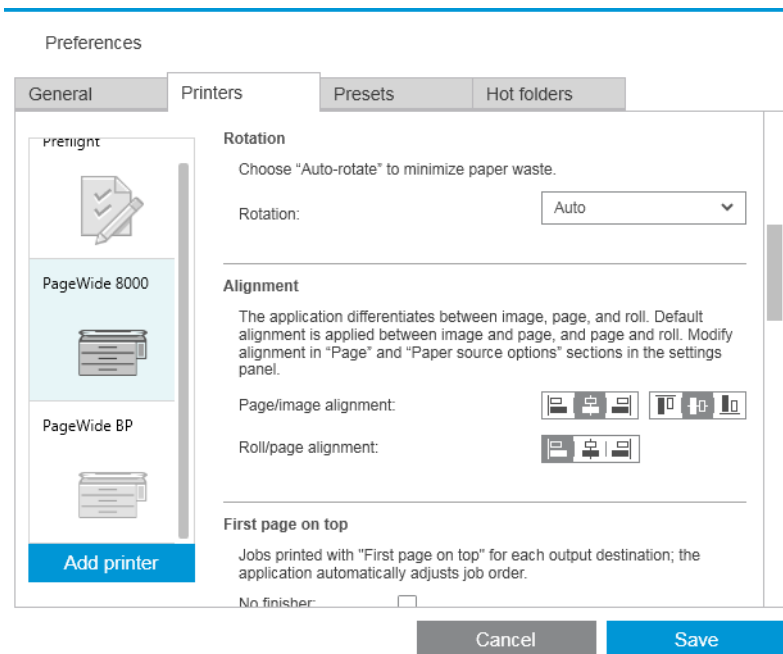 Preferences
General
Printers
Presets
Hot folders
Preflight
PageWide 8000
PageWide BP
Add printer
Rotation
Choose “Auto-rotate” to minimize paper waste.
Rotation:
Auto
Alignment
The application differentiates between image, page, and roll. Default
alignment is applied between image and page, and page and roll. Modify
alignment in “Page” and “Paper source options” sections in the settings
panel.
Page/image alignment:
Roll/page alignment:
First page on top
Jobs printed with "First page on top" for each output destination; the
application automatically adjusts job order.
No finisher:
Cancel
Save